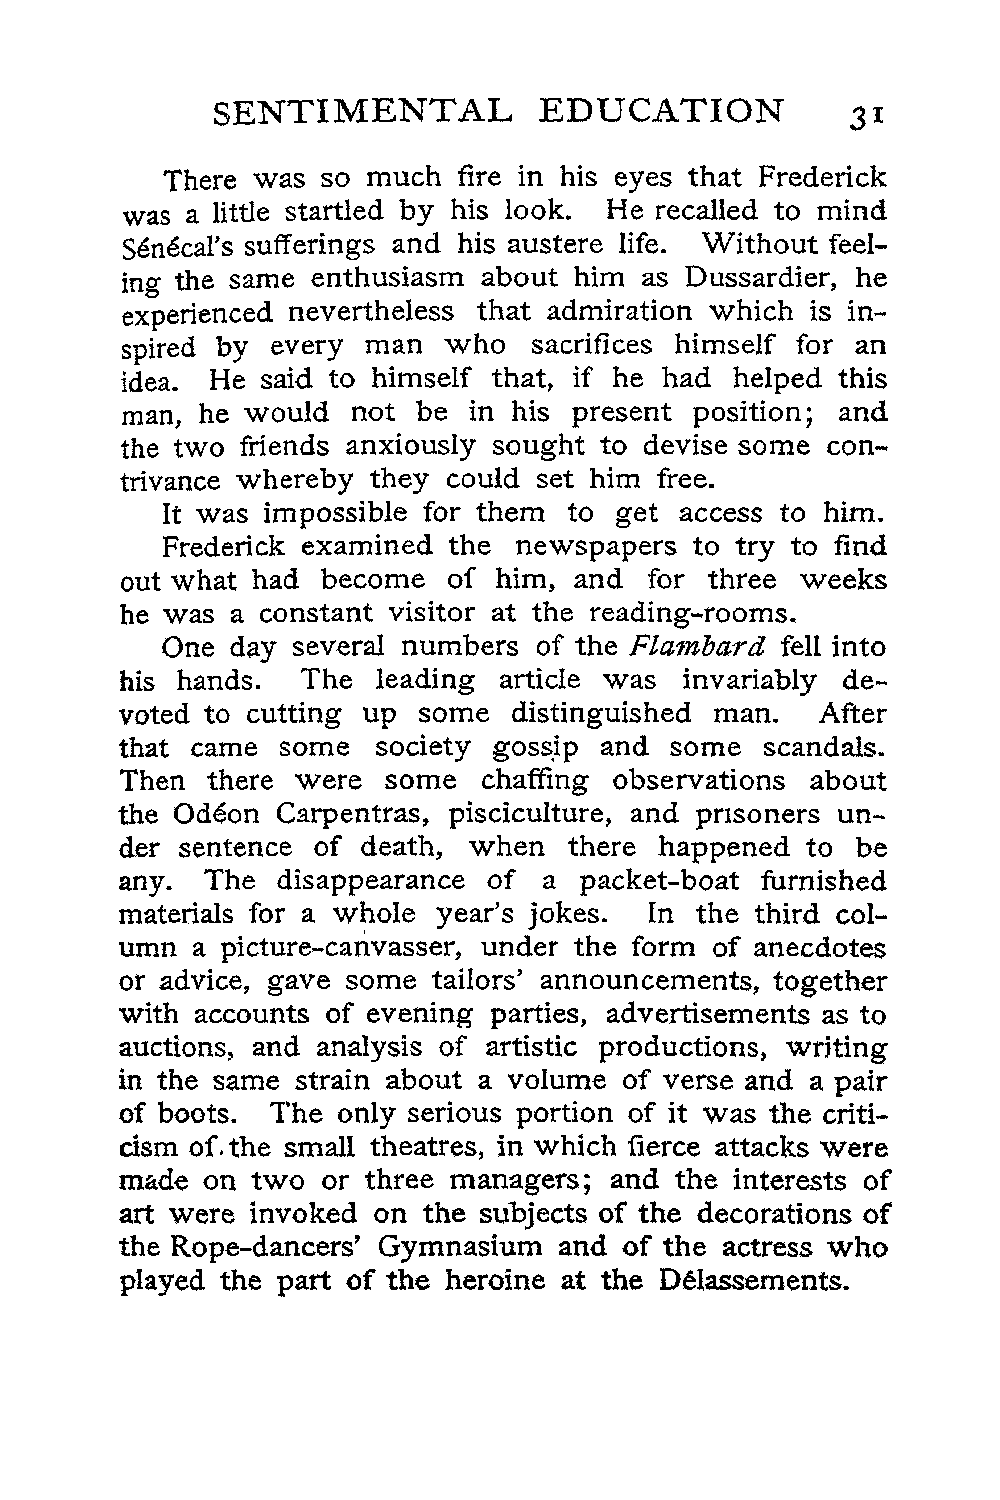 SENTIMENTAL EDUCATION 31
There was so much fire in his eyes that Frederick
was a little startled by his look. He recalled to mind
Sénécal's sufferings and his austere life. Without feel-
ing the same enthusiasm about him as Dussardier, he
experienced nevertheless that admiration which is in-
spired by every man who sacrifices himself for an
idea. He said to himself that, if he had helped this
man, he would not be in his present position; and
the two friends anxiously sought to devise some con-
trivance whereby they could set him free.
It was impossible for them to get access to him.
Frederick examined the newspapers to try to find
out what had become of him, and for three weeks
he was a constant visitor at the reading-rooms.
One day several numbers of the Flambard fell into
his hands. The leading article was invariably de-
voted to cutting up some distinguished man. After
that came some society gossip and some scandals.
Then there were some chaffing observations about
the Odéon Carpentras, pisciculture, and prisoners un-
der sentence of death, when there happened to be
any. The disappearance of a packet-boat furnished
materials for a whole year's jokes. In the third col-
umn a picture-canvasser, under the form of anecdotes
or advice, gave some tailors' announcements, together
with accounts of evening parties, advertisements as to
auctions, and analysis of artistic productions, writing
in the same strain about a volume of verse and a pair
of boots. The only serious portion of it was the criti-
cism of the small theatres, in which fierce attacks were
made on two or three managers; and the interests of
art were invoked on the subjects of the decorations of
the Rope-dancers' Gymnasium and of the actress who
played the part of the heroine at the Délassements.